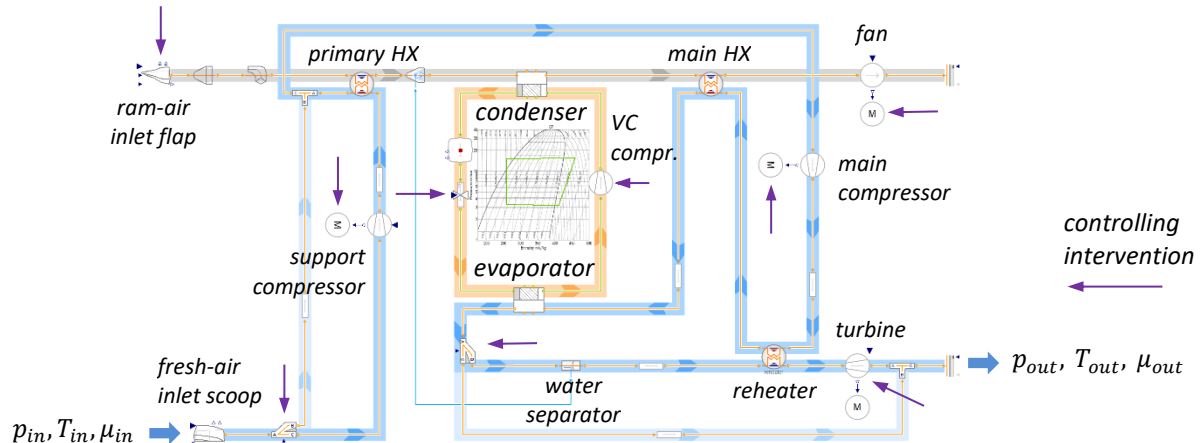 primary HX
main HX
fan
ram-air
inlet flap
condenser
VC
compr.
M
M
main
compressor
M
controlling
intervention
support
compressor
evaporator
turbine
fresh-air
inlet scoop
water
separator
reheater
M
p_out, T_out, μ_out
p_in, T_in, μ_in